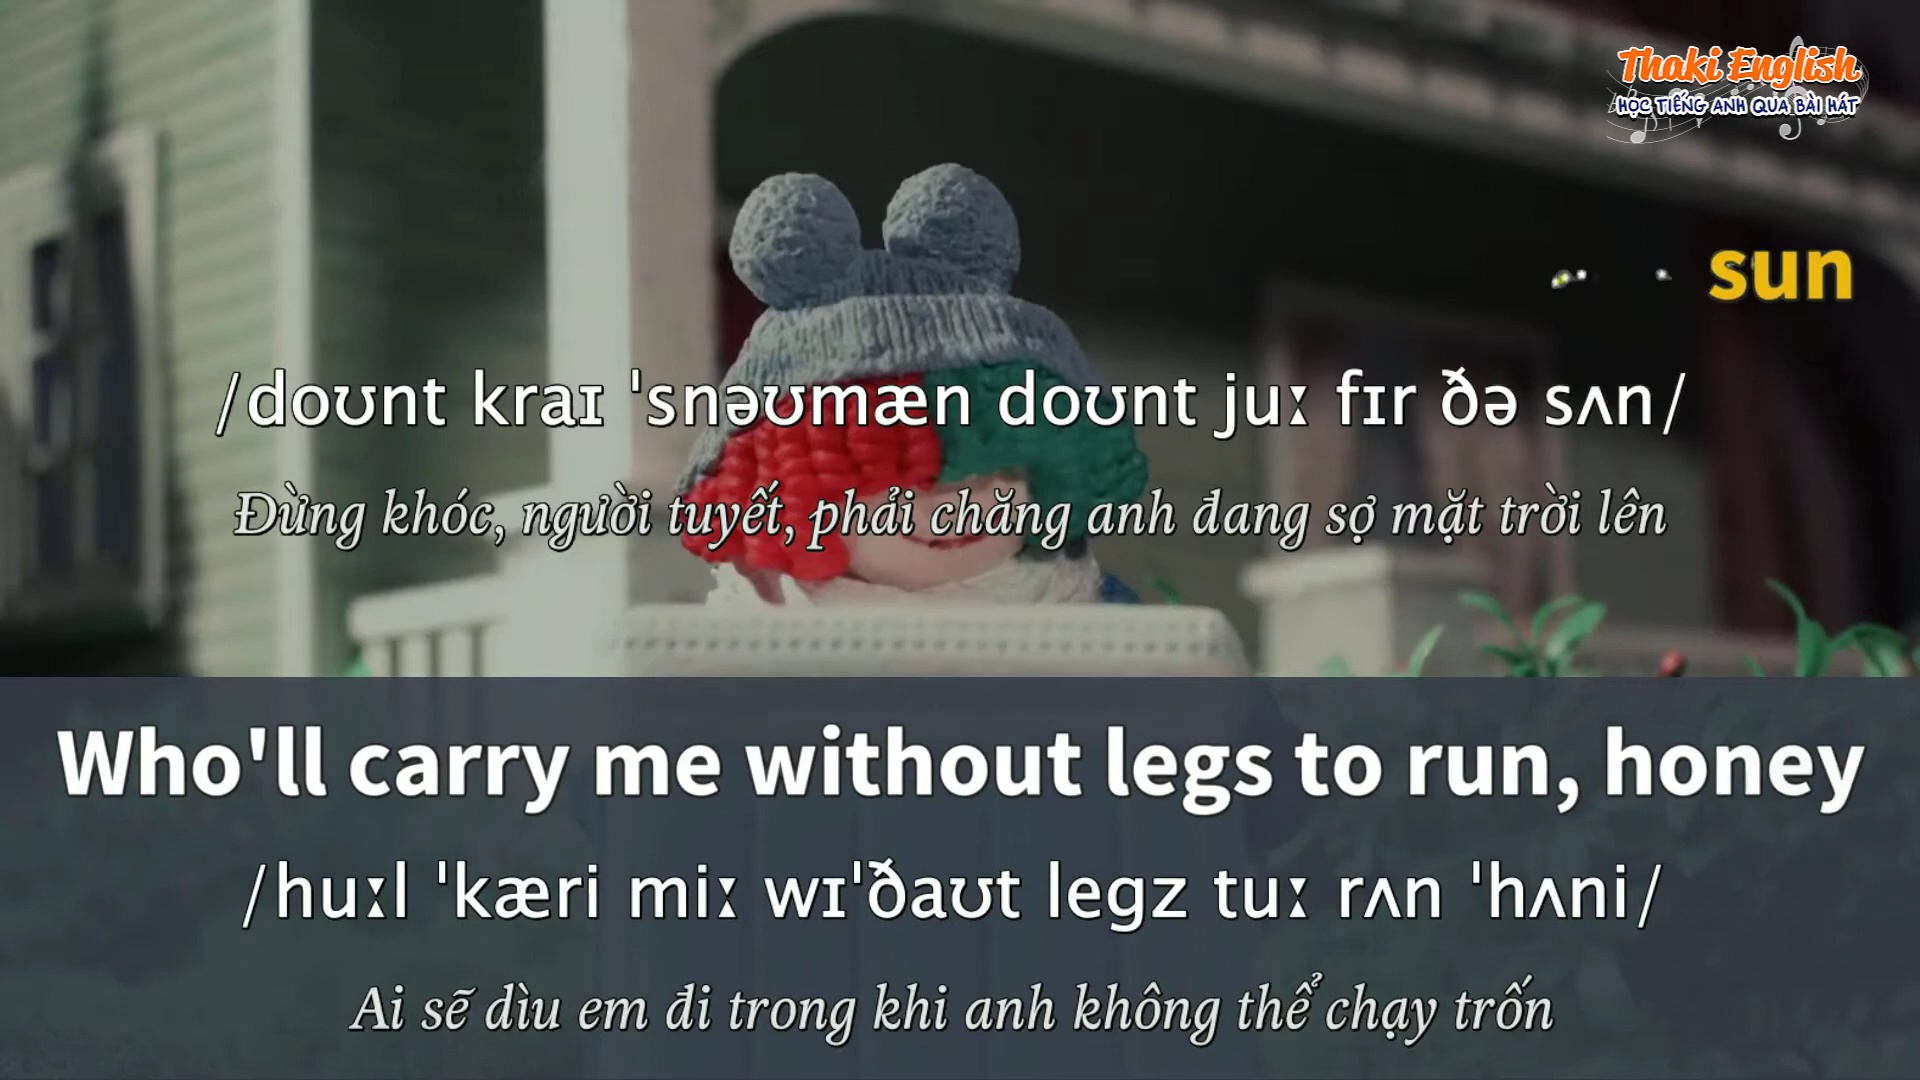 Thaki English
HỌC TIẾNG ANH QUA BÀI HÁT
sun
/doʊnt kraɪ ˈsnəʊmæn doʊnt juː fɪr ðə sʌn/
Đừng khóc, người tuyết, phải chăng anh đang sợ mặt trời lên
Who'll carry me without legs to run, honey
/huːl ˈkæri miː wɪˈðaʊt legz tuː rʌn ˈhʌni/
Ai sẽ dìu em đi trong khi anh không thể chạy trốn